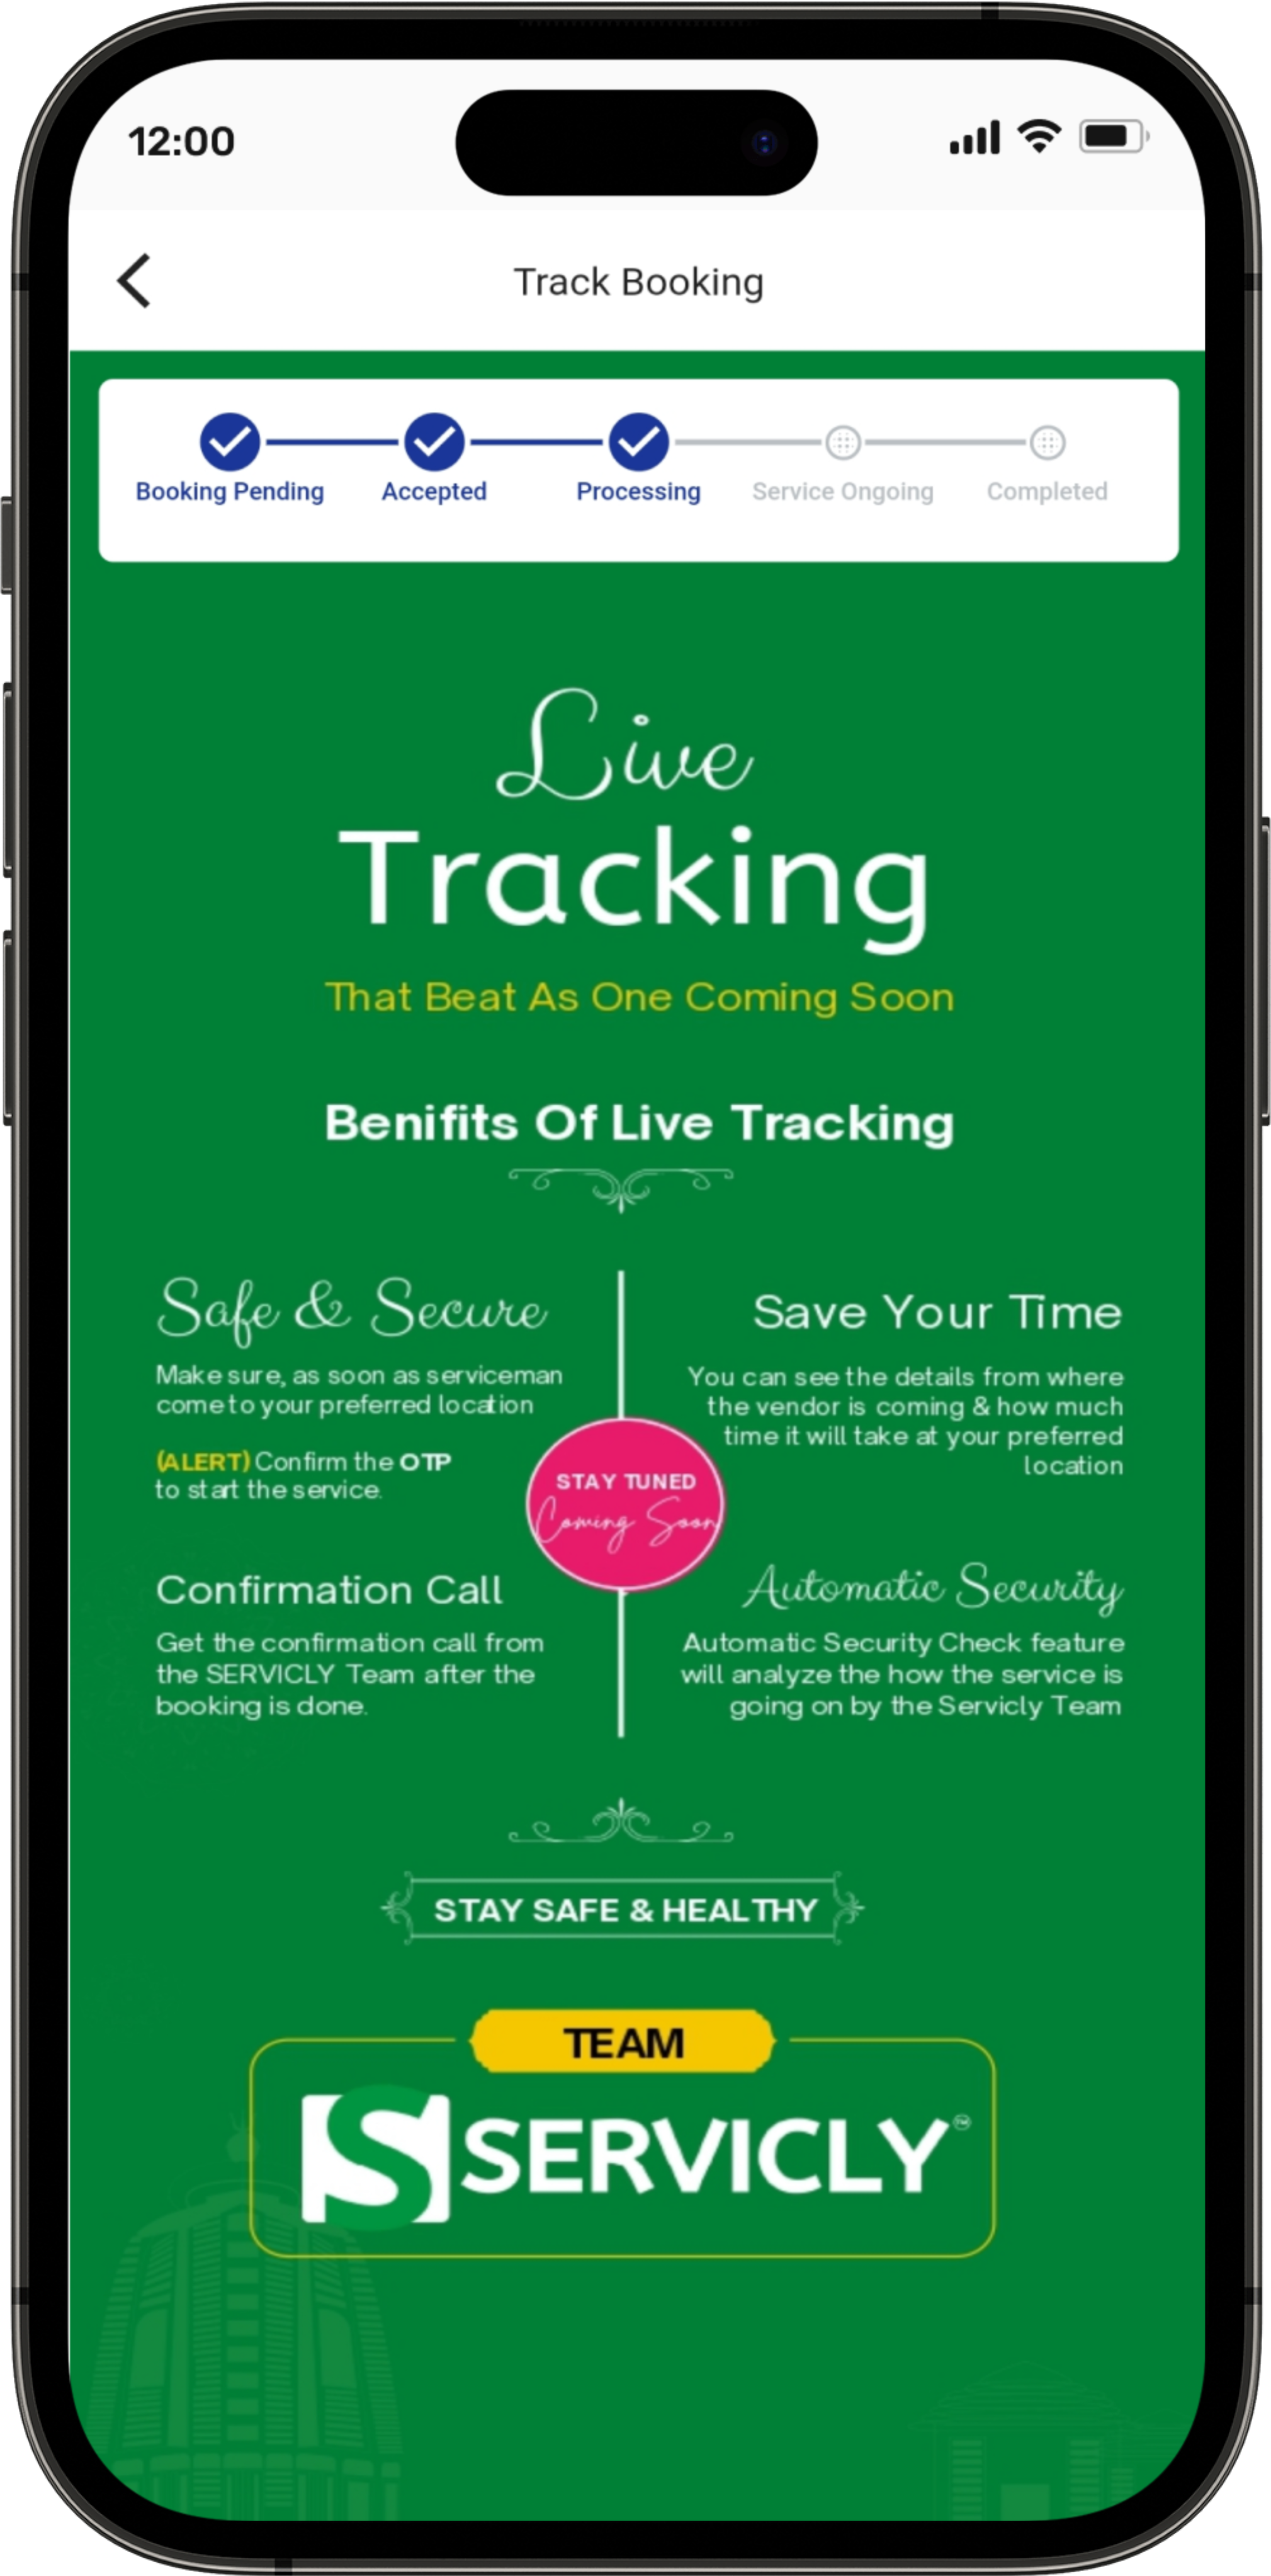 12:00
Track Booking
Booking Pending
Accepted
Processing
Service Ongoing
Completed
Live
Tracking
That Beat As One Coming Soon
Benifits Of Live Tracking
Safe & Secure
Make sure, as soon as serviceman
come to your preferred location
(ALERT) Confirm the OTP
to start the service.
Save Your Time
You can see the details from where
the vendor is coming & how much
time it will take at your preferred
location
STAY TUNED
Coming Soon
Confirmation Call
Get the confirmation call from
the SERVICLY Team after the
booking is done.
Automatic Security
Automatic Security Check feature
will analyze the how the service is
going on by the Servicly Team
STAY SAFE & HEALTHY
TEAM
S SERVICLY™